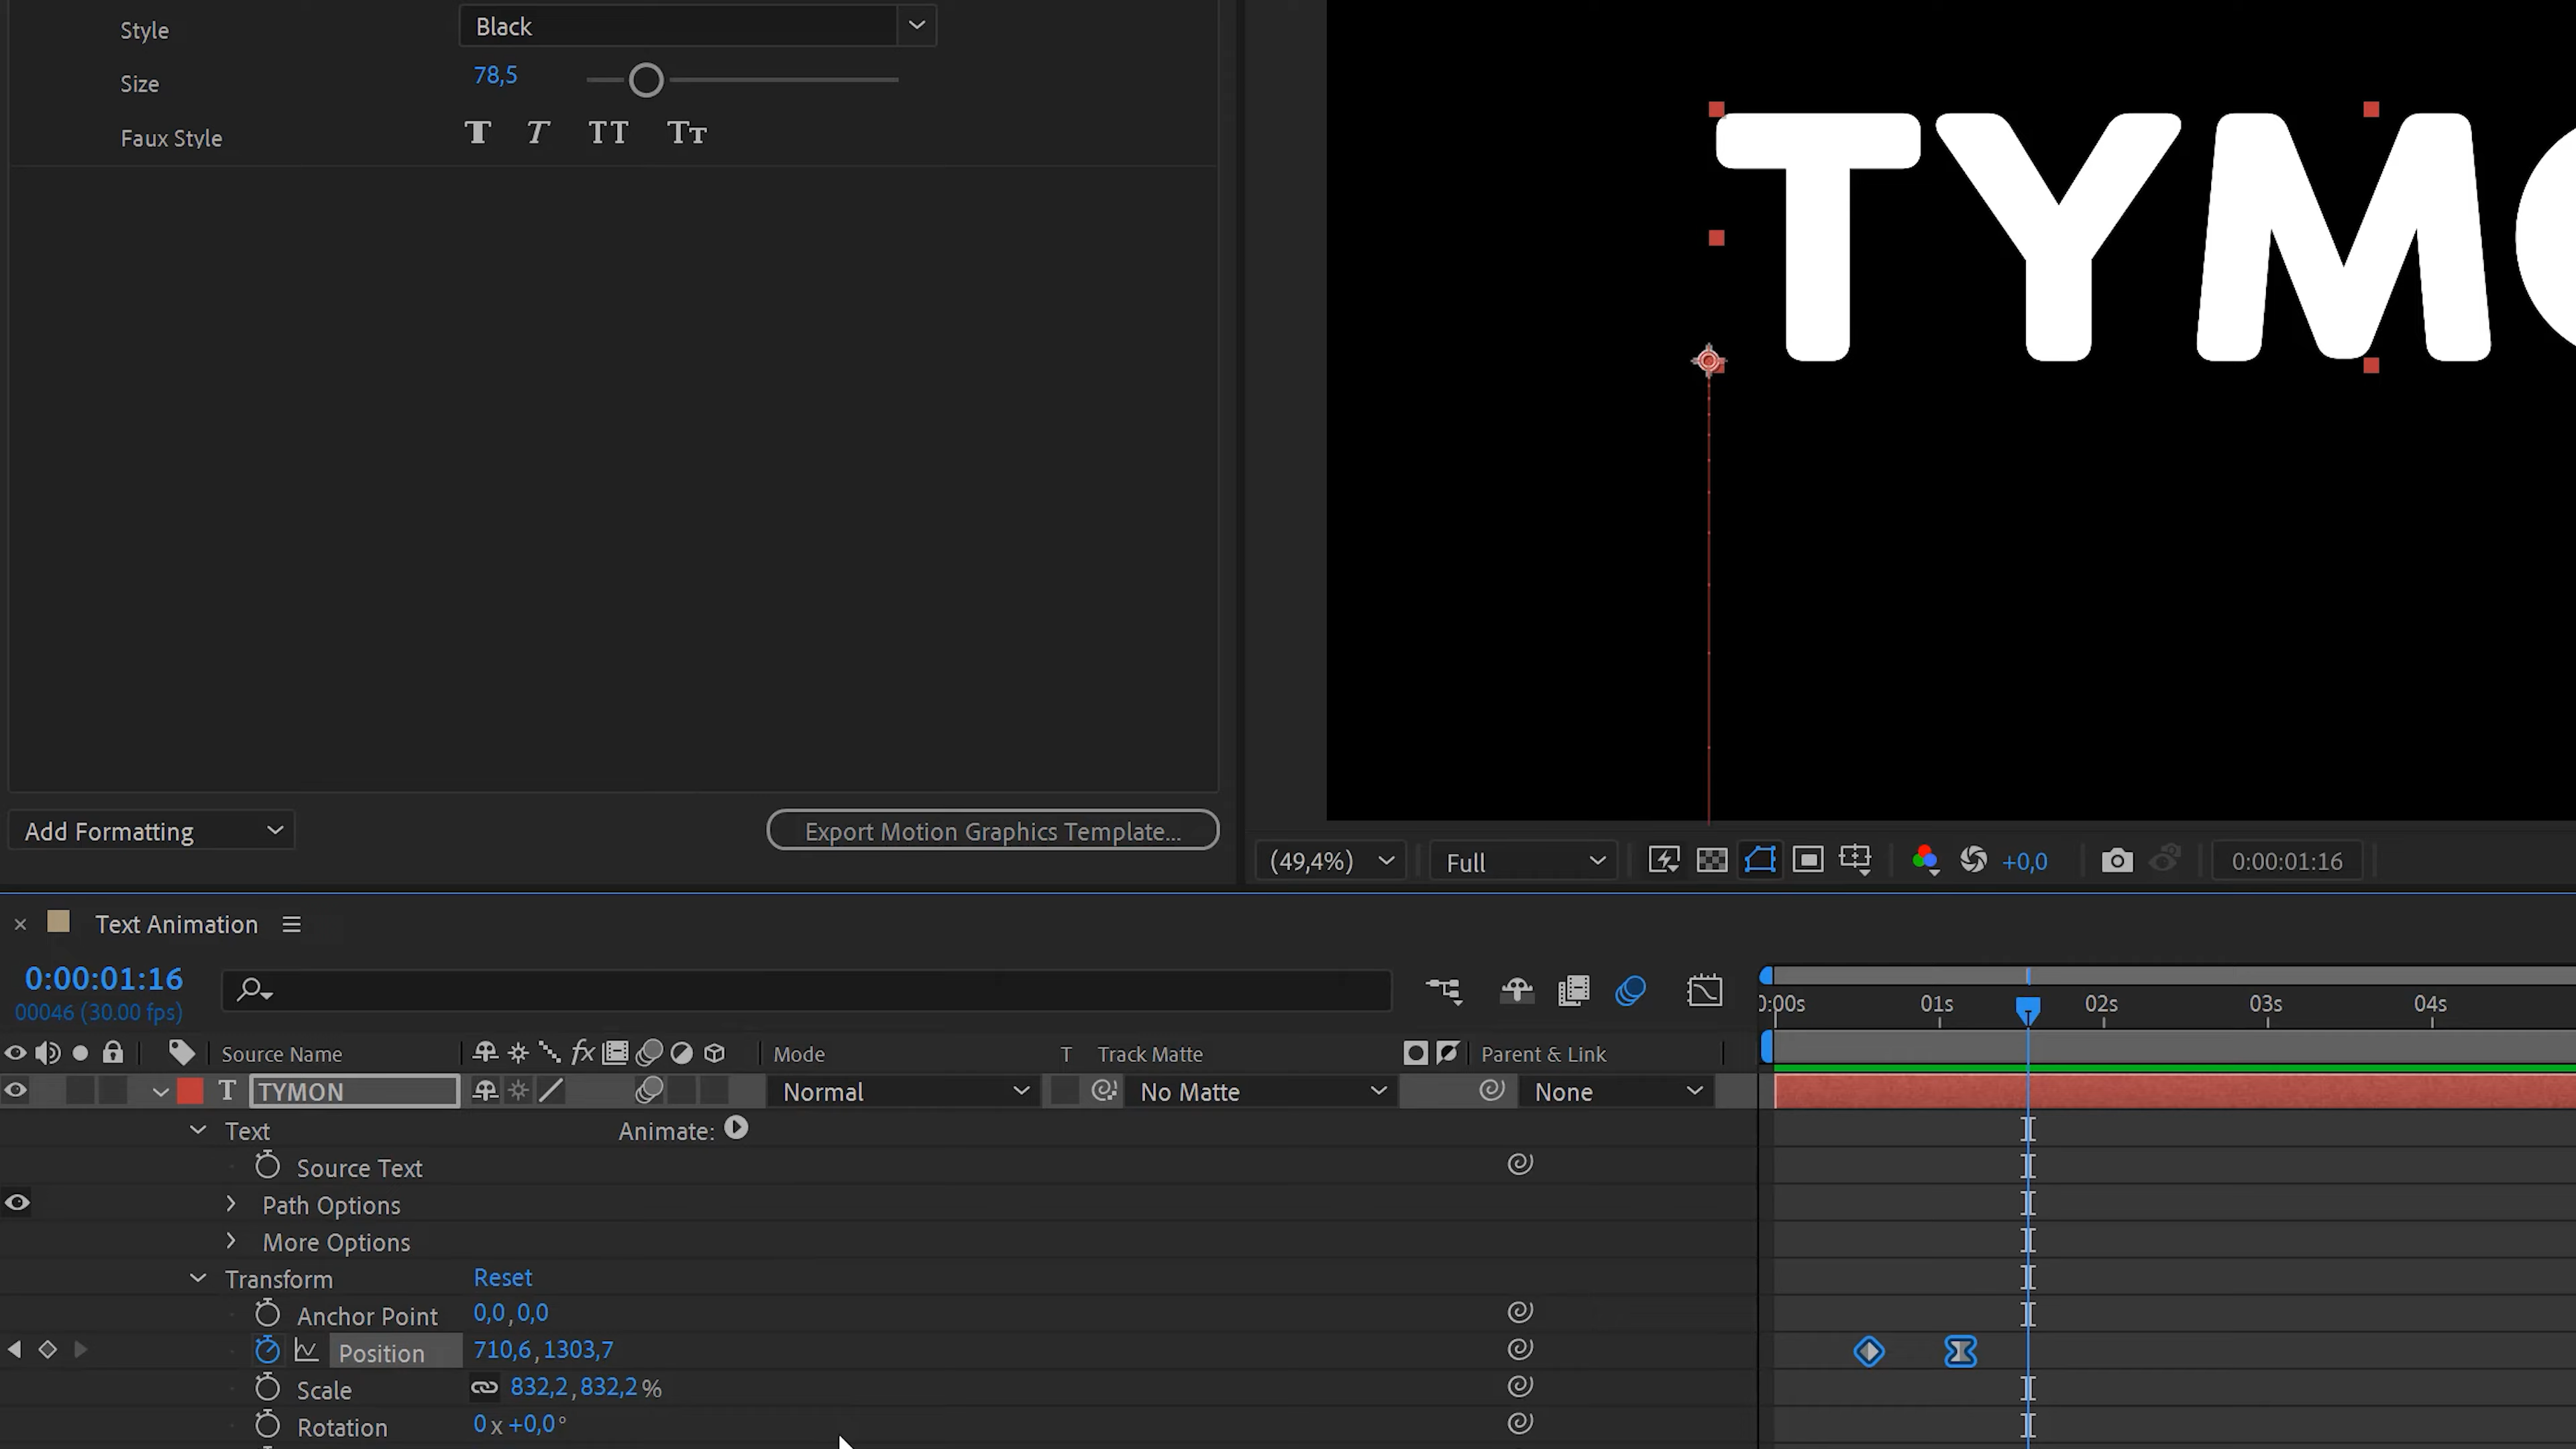 Style
Black
Size
78,5
Faux Style
T T TT Tт
TYMO
Add Formatting
Export Motion Graphics Template...
(49,4%)
Full
+0,0
0:00:01:16
Text Animation
0:00:01:16
00046 (30.00 fps)
0:00s 01s 02s 03s 04s
Source Name
fx
Mode
T
Track Matte
Parent & Link
T TYMON
Normal
No Matte
None
Text
Animate:
Source Text
Path Options
More Options
Transform
Reset
Anchor Point
0,0,0,0
Position
710,6,1303,7
Scale
832,2,832,2%
Rotation
0x+0,0°